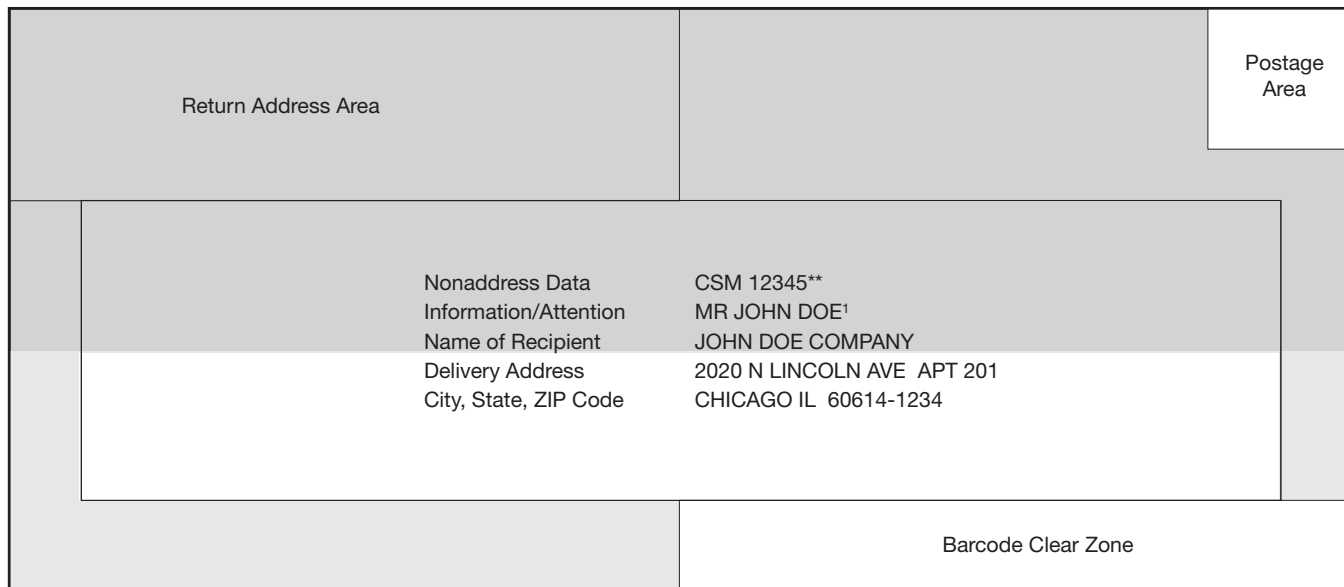 Return Address Area
Postage
Area
Nonaddress Data CSM 12345**
Information/Attention MR JOHN DOE¹
Name of Recipient JOHN DOE COMPANY
Delivery Address 2020 N LINCOLN AVE  APT 201
City, State, ZIP Code CHICAGO IL  60614-1234
Barcode Clear Zone